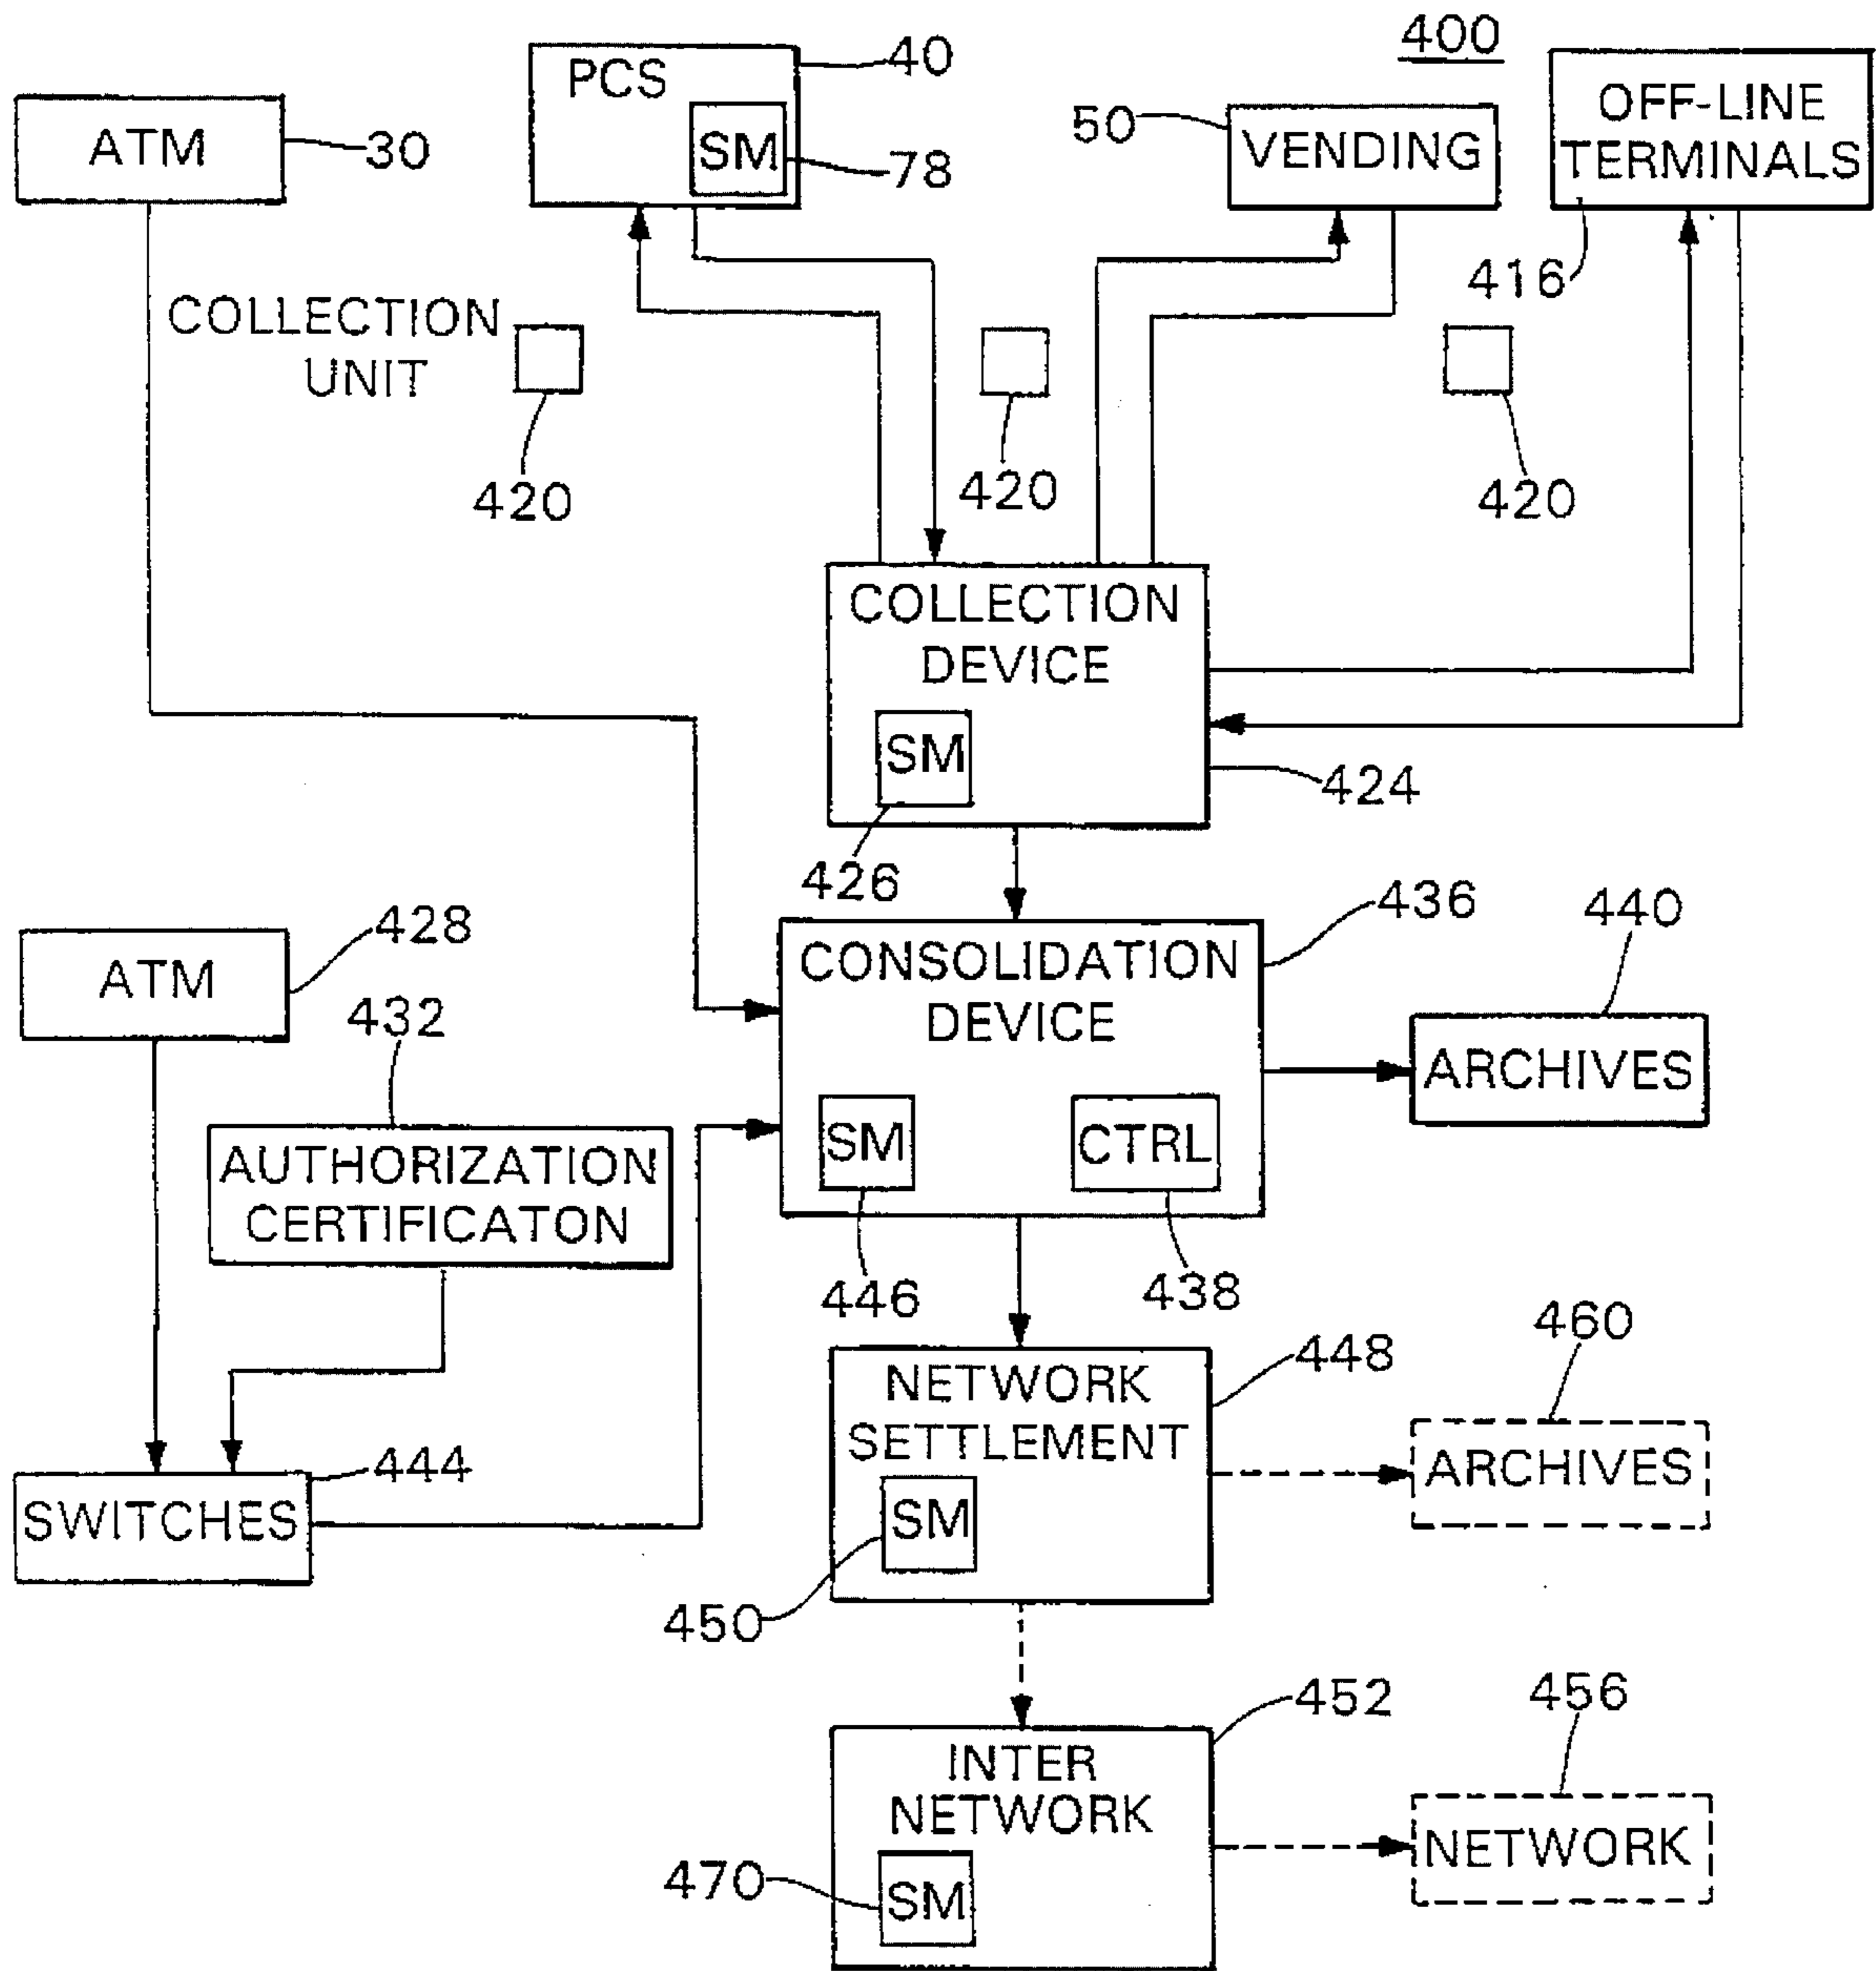 400
PCS
40
SM
78
ATM
30
50
VENDING
OFF-LINE
TERMINALS
416
COLLECTION
UNIT
420
420
420
COLLECTION
DEVICE
SM
424
426
ATM
428
432
AUTHORIZATION
CERTIFICATON
CONSOLIDATION
DEVICE
436
440
ARCHIVES
SM
CTRL
446
438
SWITCHES
444
NETWORK
SETTLEMENT
448
SM
450
460
ARCHIVES
INTER
NETWORK
452
SM
470
456
NETWORK